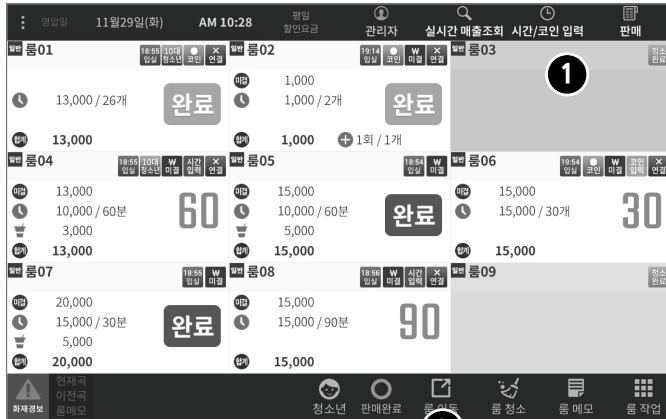 영업일 11월29일(화) AM 10:28 평일 할인요금 관리자 실시간 매출조회 시간/코인 입력 판매
일반 룸01 18:55 입실 10대 청소년 코인 연결
13,000 / 26개 완료
합계 13,000
일반 룸02 19:14 입실 코인 ₩ 미결 연결
미결 1,000
1,000 / 2개 완료
합계 1,000 1회 / 1개
일반 룸03 청소 완료
1
일반 룸04 18:55 입실 10대 청소년 ₩ 미결 시간 입력 연결
미결 13,000
10,000 / 60분 60
3,000
합계 13,000
일반 룸05 18:54 입실 ₩ 미결
미결 15,000
10,000 / 60분 완료
5,000
합계 15,000
일반 룸06 19:54 입실 코인 ₩ 미결 코인 입력 연결
미결 15,000
15,000 / 30개 30
합계 15,000
일반 룸07 18:55 입실 ₩ 미결
미결 20,000
15,000 / 30분 완료
5,000
합계 20,000
일반 룸08 18:56 입실 ₩ 미결 시간 입력 연결
미결 15,000
15,000 / 90분 90
합계 15,000
일반 룸09 청소 완료
화재경보
현재곡
이전곡
룸메모
청소년 판매완료 룸 이동 룸 청소 룸 메모 룸 작업